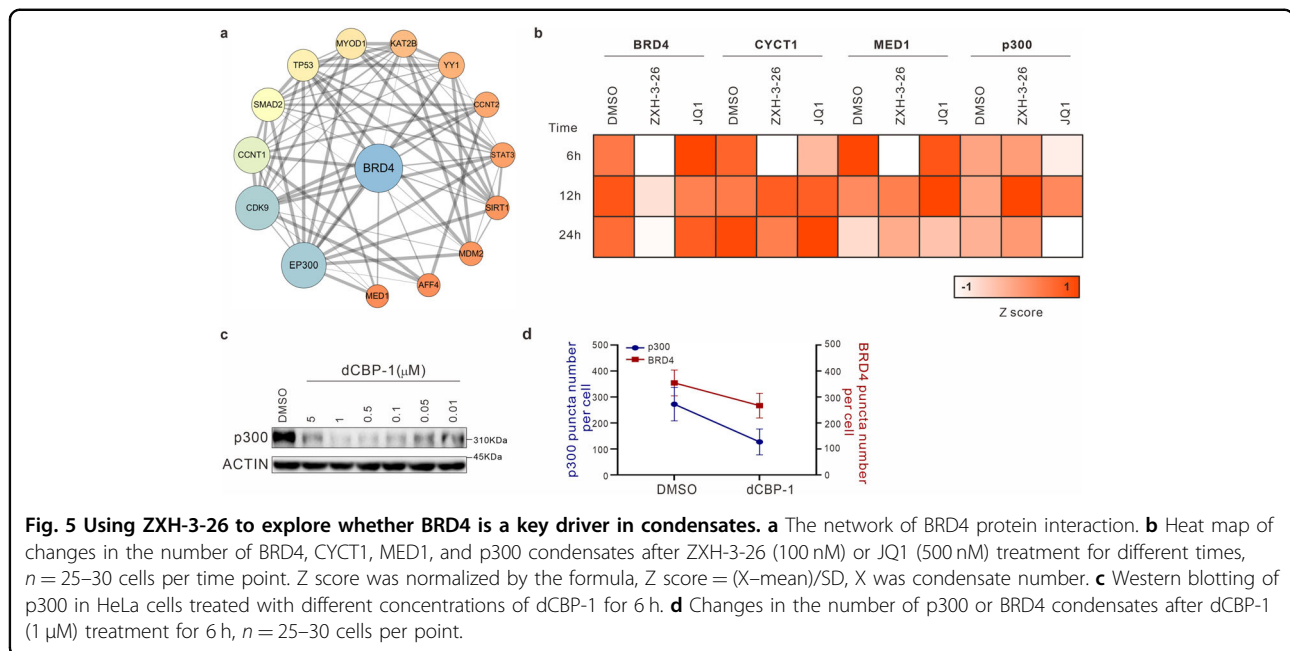 a
MYOD1
KAT2B
TP53
YY1
SMAD2
CCNT2
CCNT1
STAT3
BRD4
CDK9
SIRT1
EP300
MDM2
AFF4
MED1
b
BRD4 CYCT1 MED1 p300
DMSO ZXH-3-26 JQ1 DMSO ZXH-3-26 JQ1 DMSO ZXH-3-26 JQ1 DMSO ZXH-3-26 JQ1
Time
6h
12h
24h
-1 1
Z score
c
dCBP-1(μM)
DMSO 5 1 0.5 0.1 0.05 0.01
p300 310KDa
45KDa
ACTIN
d
p300
BRD4
p300 puncta number
per cell
500
400
300
200
100
0
BRD4 puncta number
per cell
500
400
300
200
100
0
DMSO dCBP-1
Fig. 5 Using ZXH-3-26 to explore whether BRD4 is a key driver in condensates. a The network of BRD4 protein interaction. b Heat map of
changes in the number of BRD4, CYCT1, MED1, and p300 condensates after ZXH-3-26 (100 nM) or JQ1 (500 nM) treatment for different times,
n = 25–30 cells per time point. Z score was normalized by the formula, Z score = (X–mean)/SD, X was condensate number. c Western blotting of
p300 in HeLa cells treated with different concentrations of dCBP-1 for 6 h. d Changes in the number of p300 or BRD4 condensates after dCBP-1
(1 μM) treatment for 6 h, n = 25–30 cells per point.